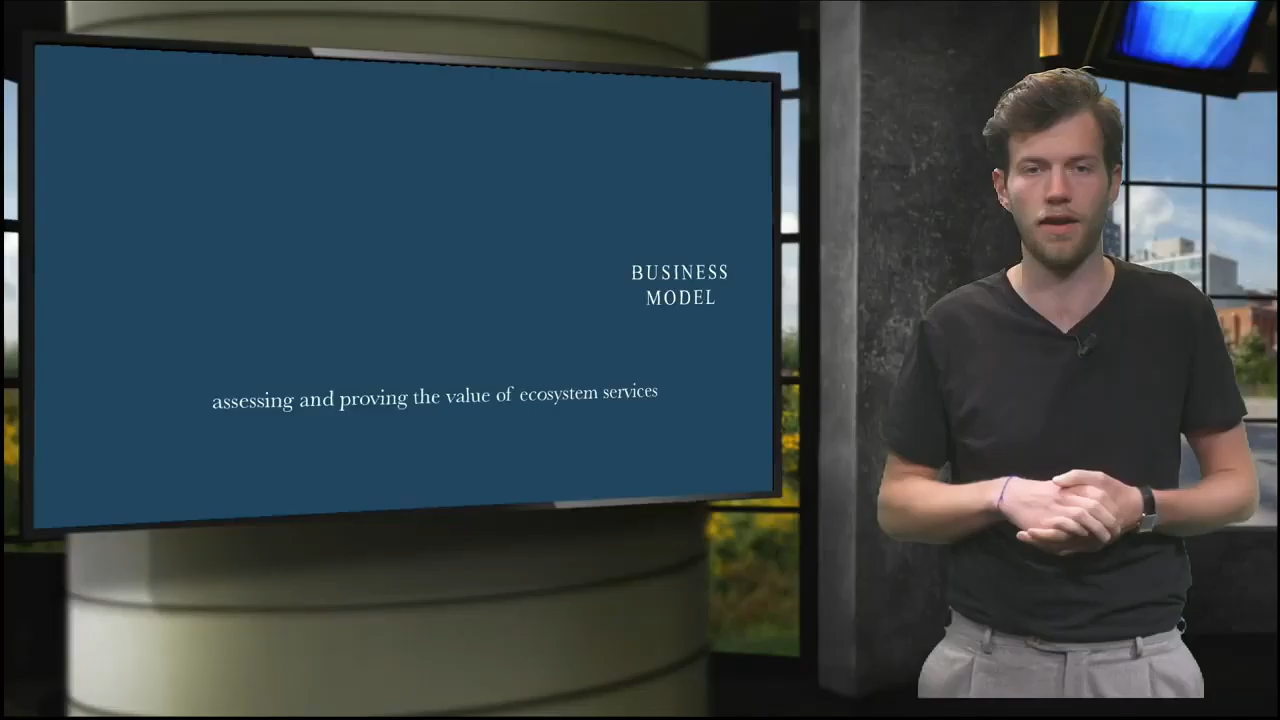 BUSINESS
MODEL
assessing and proving the value of ecosystem services